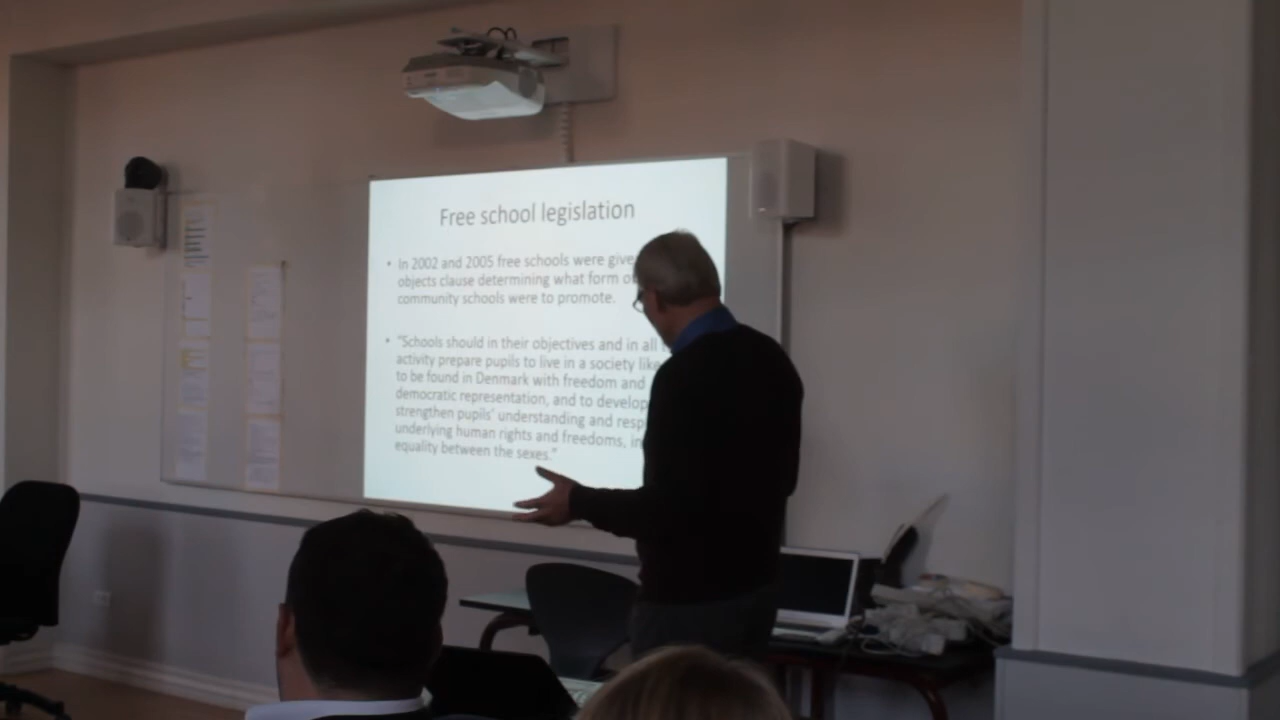 Free school legislation
• In 2002 and 2005 free schools were give
objects clause determining what form o
community schools were to promote.
• "Schools should in their objectives and in all
activity prepare pupils to live in a society like
to be found in Denmark with freedom and
democratic representation, and to develop
strengthen pupils' understanding and resp
underlying human rights and freedoms, in
equality between the sexes."